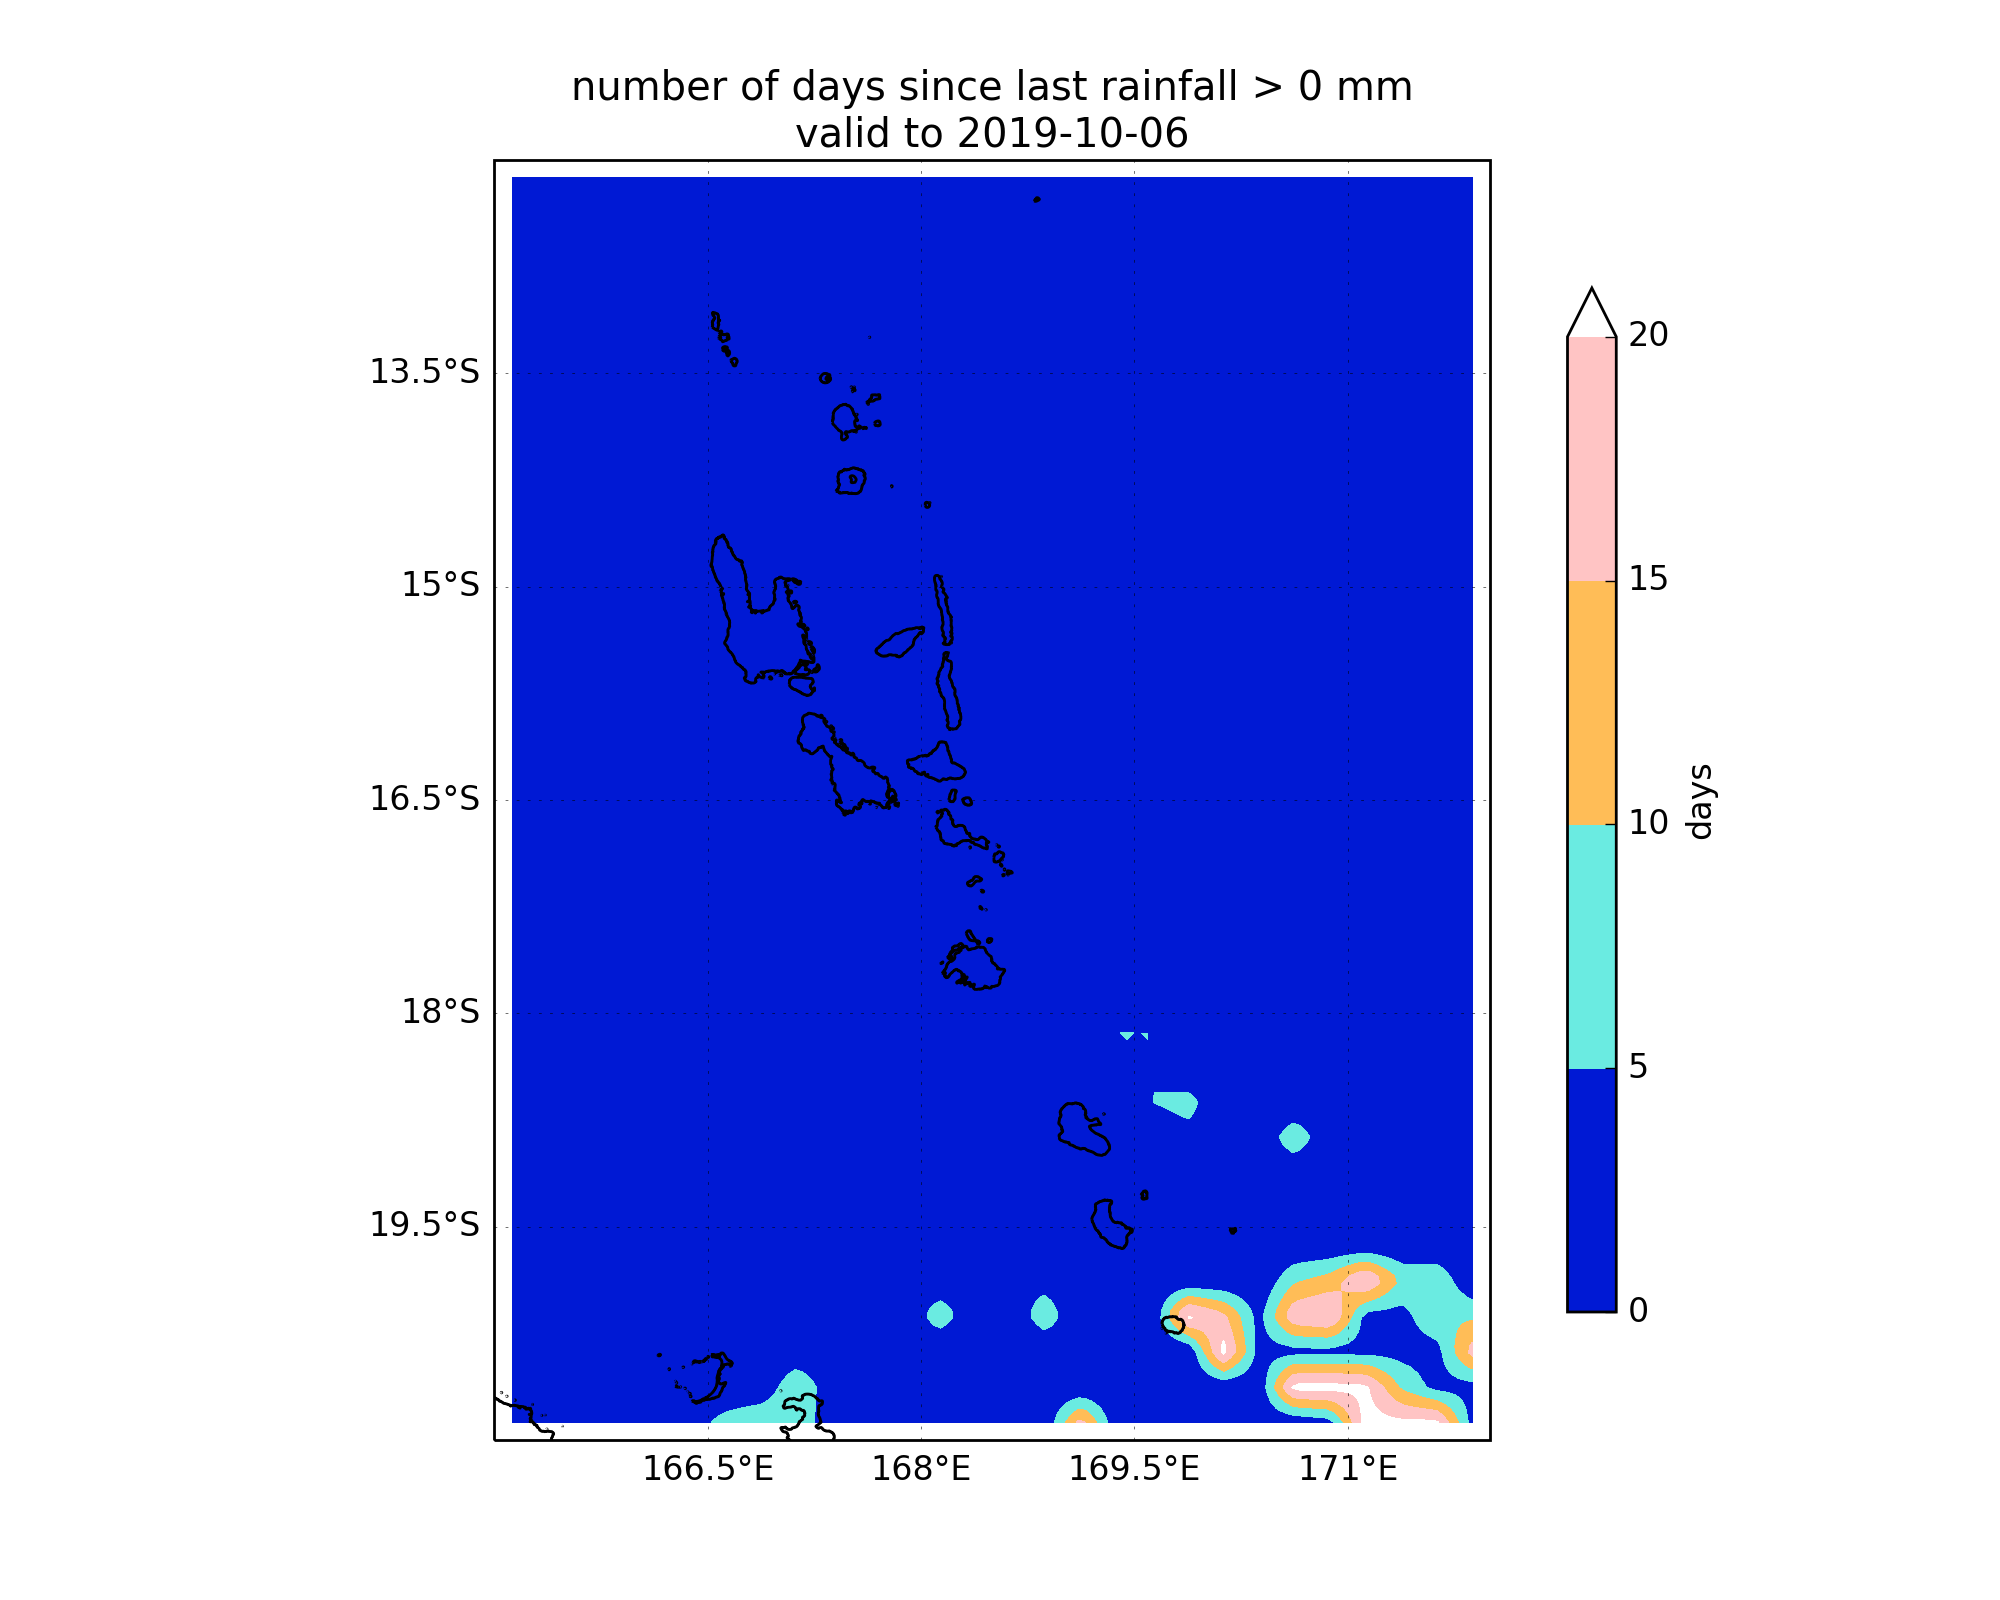 number of days since last rainfall > 0 mm
valid to 2019-10-06
13.5°S
15°S
16.5°S
18°S
19.5°S
166.5°E
168°E
169.5°E
171°E
20
15
10
5
0
days